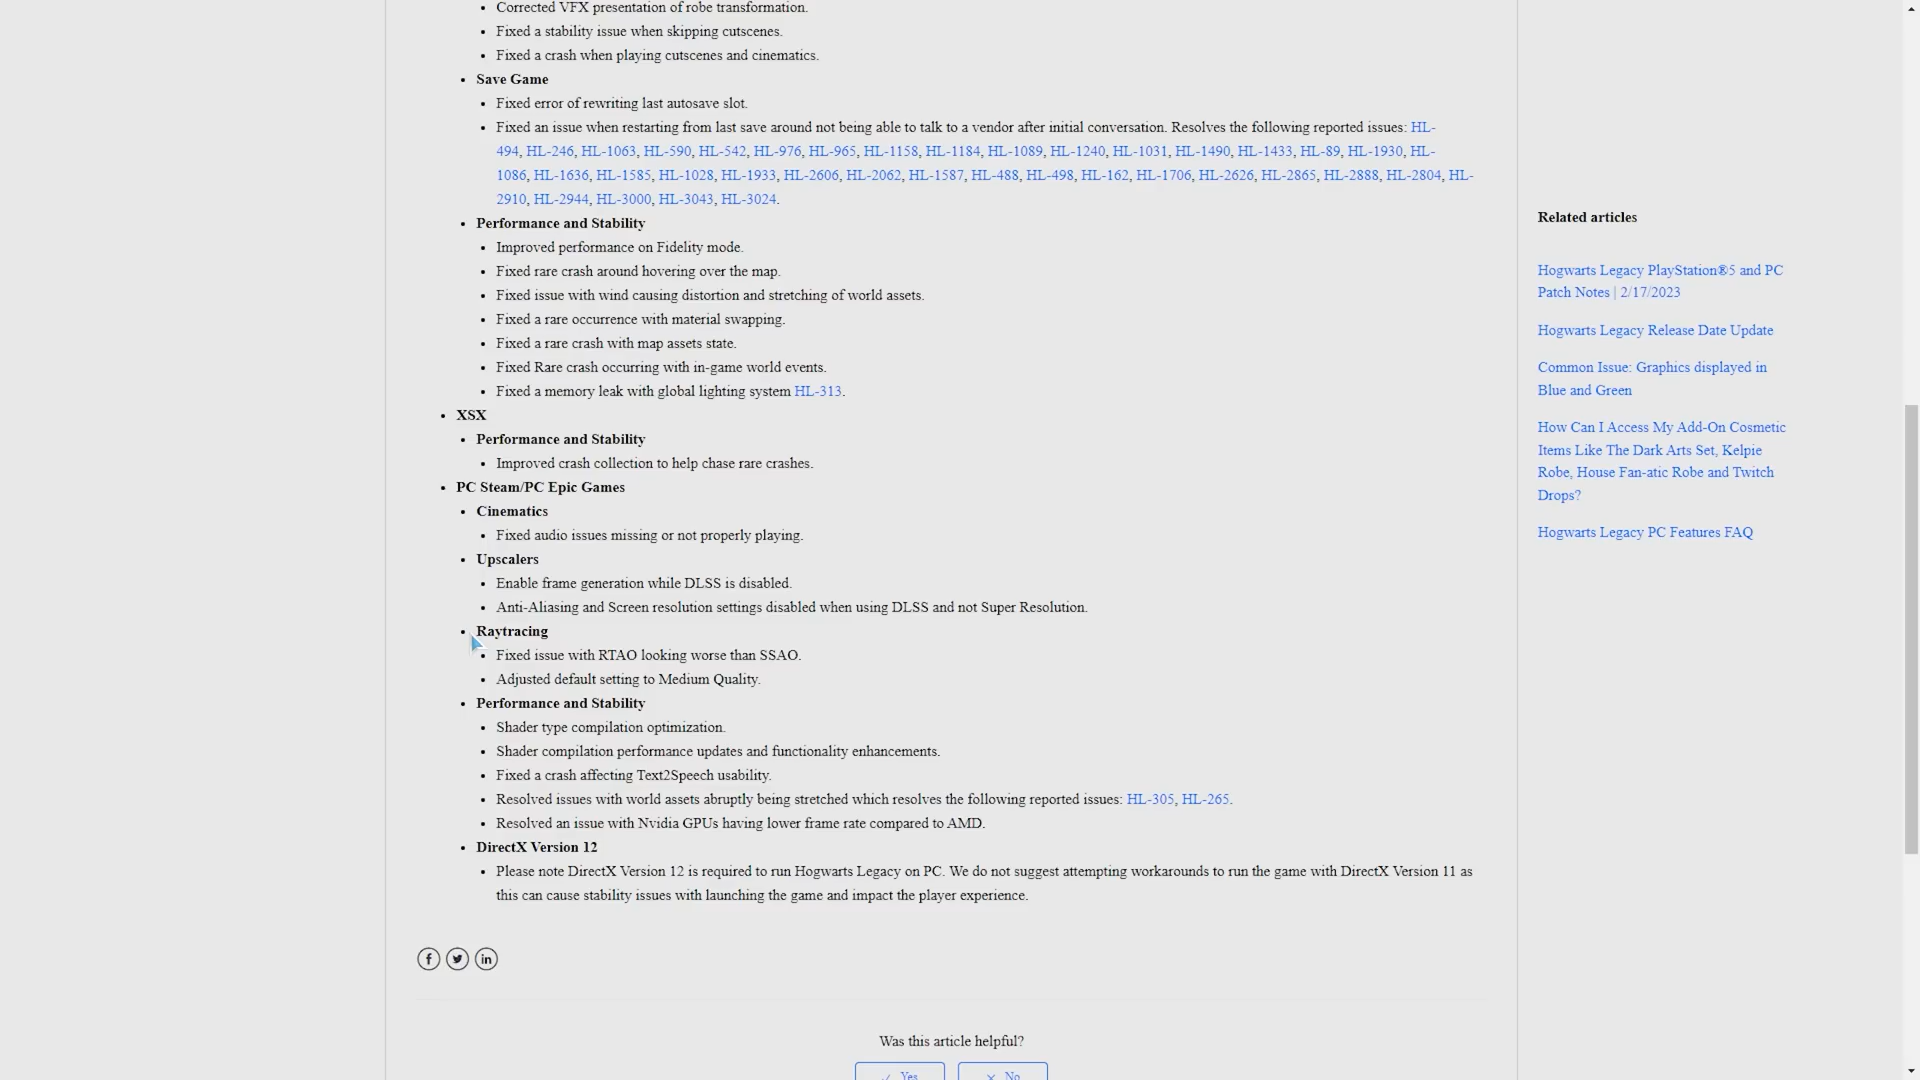 Corrected VFX presentation of robe transformation.
Fixed a stability issue when skipping cutscenes.
Fixed a crash when playing cutscenes and cinematics.
Save Game
Fixed error of rewriting last autosave slot.
Fixed an issue when restarting from last save around not being able to talk to a vendor after initial conversation. Resolves the following reported issues: HL-
494, HL-246, HL-1063, HL-590, HL-542, HL-976, HL-965, HL-1158, HL-1184, HL-1089, HL-1240, HL-1031, HL-1490, HL-1433, HL-89, HL-1930, HL-
1086, HL-1636, HL-1585, HL-1028, HL-1933, HL-2606, HL-2062, HL-1587, HL-488, HL-498, HL-162, HL-1706, HL-2626, HL-2865, HL-2888, HL-2804, HL-
2910, HL-2944, HL-3000, HL-3043, HL-3024.
Performance and Stability
Improved performance on Fidelity mode.
Fixed rare crash around hovering over the map.
Fixed issue with wind causing distortion and stretching of world assets.
Fixed a rare occurrence with material swapping.
Fixed a rare crash with map assets state.
Fixed Rare crash occurring with in-game world events.
Fixed a memory leak with global lighting system HL-313.
XSX
Performance and Stability
Improved crash collection to help chase rare crashes.
PC Steam/PC Epic Games
Cinematics
Fixed audio issues missing or not properly playing.
Upscalers
Enable frame generation while DLSS is disabled.
Anti-Aliasing and Screen resolution settings disabled when using DLSS and not Super Resolution.
Raytracing
Fixed issue with RTAO looking worse than SSAO.
Adjusted default setting to Medium Quality.
Performance and Stability
Shader type compilation optimization.
Shader compilation performance updates and functionality enhancements.
Fixed a crash affecting Text2Speech usability.
Resolved issues with world assets abruptly being stretched which resolves the following reported issues: HL-305, HL-265.
Resolved an issue with Nvidia GPUs having lower frame rate compared to AMD.
DirectX Version 12
Please note DirectX Version 12 is required to run Hogwarts Legacy on PC. We do not suggest attempting workarounds to run the game with DirectX Version 11 as
this can cause stability issues with launching the game and impact the player experience.
Was this article helpful?
Yes
No
Related articles
Hogwarts Legacy PlayStation®5 and PC
Patch Notes | 2/17/2023
Hogwarts Legacy Release Date Update
Common Issue: Graphics displayed in
Blue and Green
How Can I Access My Add-On Cosmetic
Items Like The Dark Arts Set, Kelpie
Robe, House Fan-atic Robe and Twitch
Drops?
Hogwarts Legacy PC Features FAQ